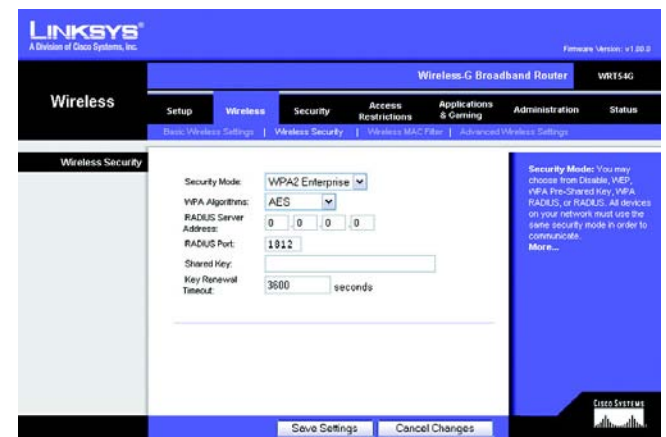 LINKSYS®
A Division of Cisco Systems, Inc.
Firmware Version: v1.00.0
Wireless-G Broadband Router WRT54G
Wireless
Setup Wireless Security Access Restrictions Applications & Gaming Administration Status
Basic Wireless Settings | Wireless Security | Wireless MAC Filter | Advanced Wireless Settings
Wireless Security
Security Mode: WPA2 Enterprise
WPA Algorithms: AES
RADIUS Server Address: 0 . 0 . 0 . 0
RADIUS Port: 1812
Shared Key:
Key Renewal Timeout: 3600 seconds
Security Mode: You may
choose from Disable, WEP,
WPA Pre-Shared Key, WPA
RADIUS, or RADIUS. All devices
on your network must use the
same security mode in order to
communicate.
More...
Save Settings Cancel Changes
CISCO SYSTEMS